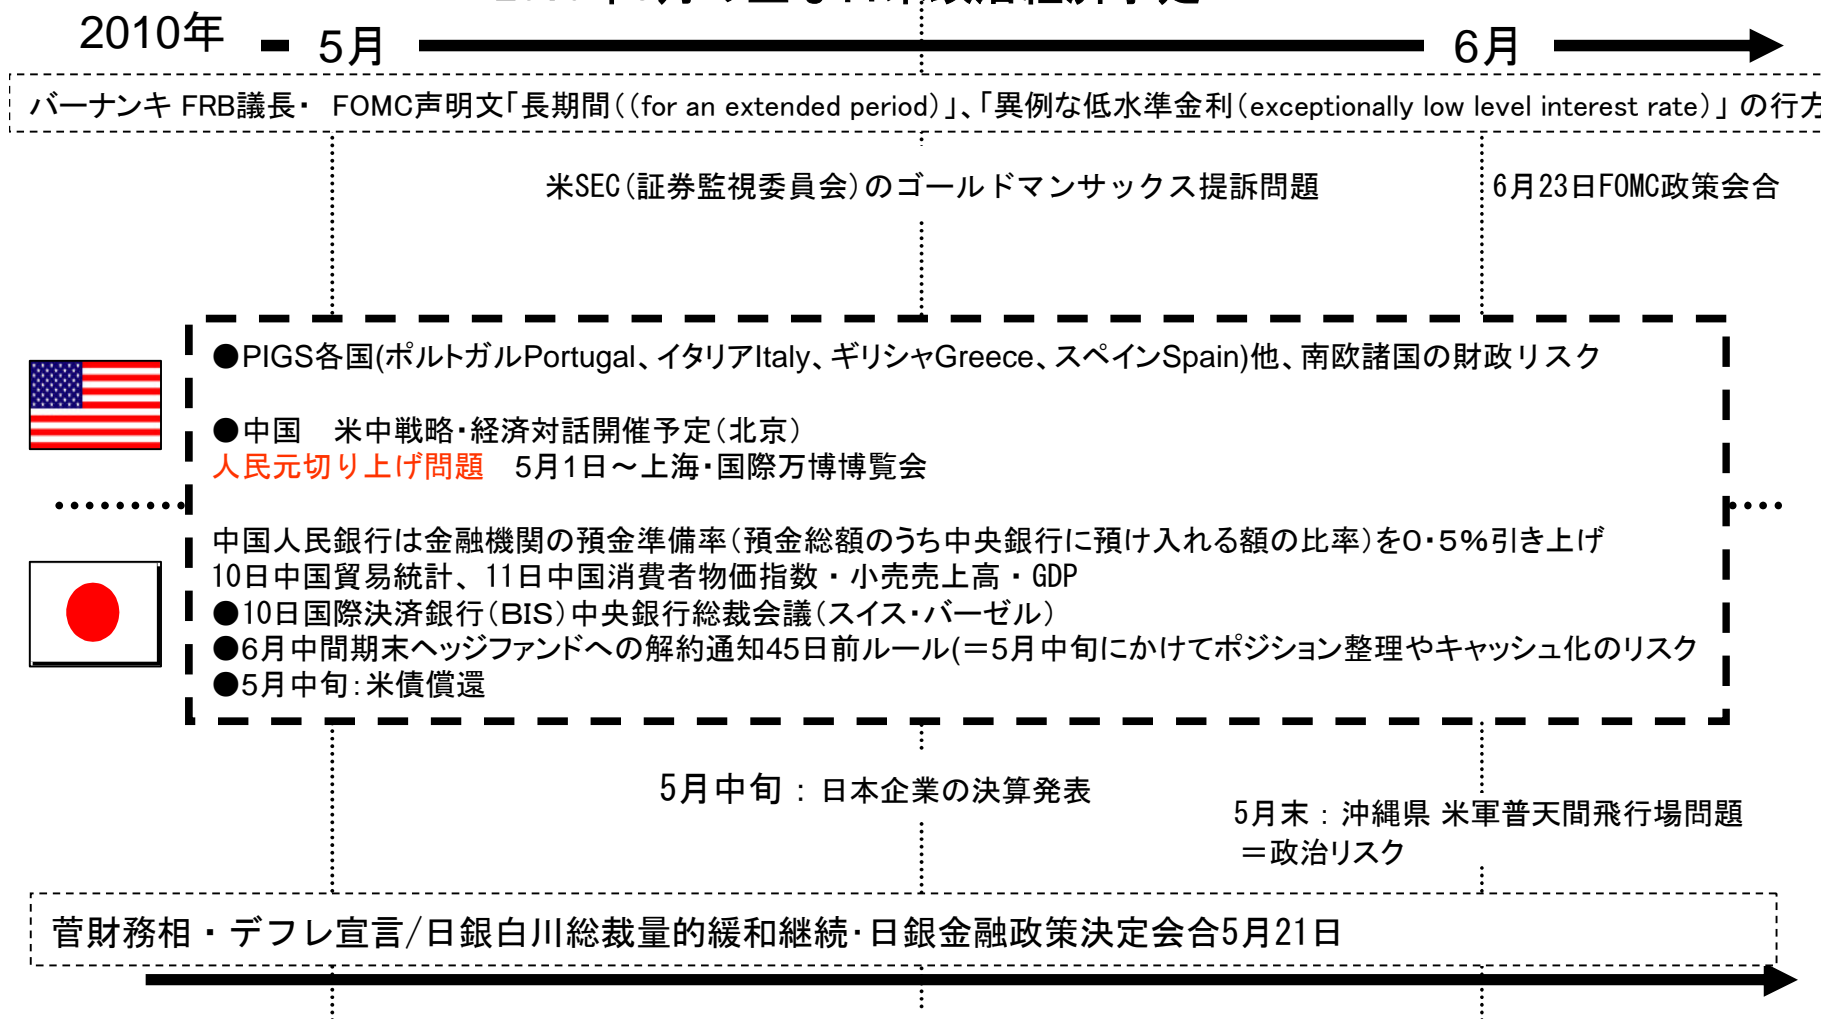 2010年 5月 6月
バーナンキ FRB議長・ FOMC声明文「長期間((for an extended period)」、「異例な低水準金利(exceptionally low level interest rate)」の行方
米SEC(証券監視委員会)のゴールドマンサックス提訴問題
6月23日FOMC政策会合
●PIGS各国(ポルトガルPortugal、イタリアItaly、ギリシャGreece、スペインSpain)他、南欧諸国の財政リスク
●中国 米中戦略・経済対話開催予定(北京)
人民元切り上げ問題 5月1日~上海・国際万博博覧会
中国人民銀行は金融機関の預金準備率(預金総額のうち中央銀行に預け入れる額の比率)を0・5%引き上げ
10日中国貿易統計、11日中国消費者物価指数・小売売上高・GDP
●10日国際決済銀行(BIS)中央銀行総裁会議(スイス・バーゼル)
●6月中間期末ヘッジファンドへの解約通知45日前ルール(=5月中旬にかけてポジション整理やキャッシュ化のリスク
●5月中旬:米債償還
5月中旬:日本企業の決算発表
5月末:沖縄県 米軍普天間飛行場問題
=政治リスク
菅財務相・デフレ宣言/日銀白川総裁量的緩和継続・日銀金融政策決定会合5月21日